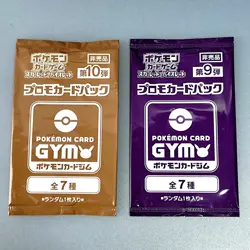 ポケモン
カードゲーム
スカーレット&バイオレット
非売品
第10弾
プロモカードパック
POKÉMON CARD
GYM
ポケモンカードジム
全7種
※ランダム1枚入り※
ポケモン
カードゲーム
スカーレット&バイオレット
非売品
第9弾
プロモカードパック
POKÉMON CARD
GYM
ポケモンカードジム
全7種
※ランダム1枚入り※